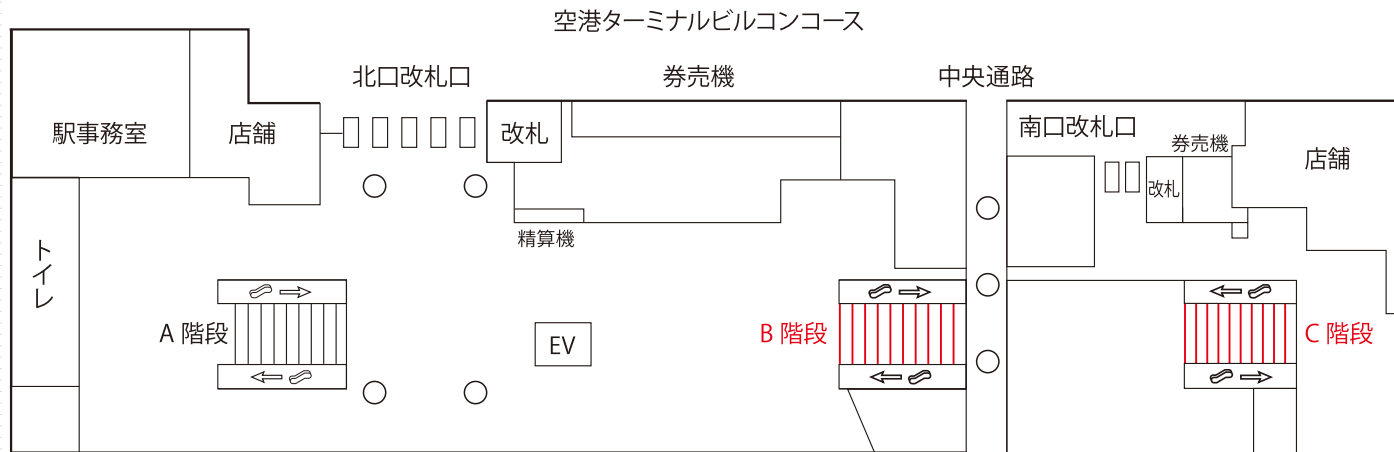 空港ターミナルビルコンコース
北口改札口
券売機
中央通路
駅事務室
店舗
改札
南口改札口
券売機
店舗
改札
精算機
トイレ
A 階段
EV
B 階段
C 階段